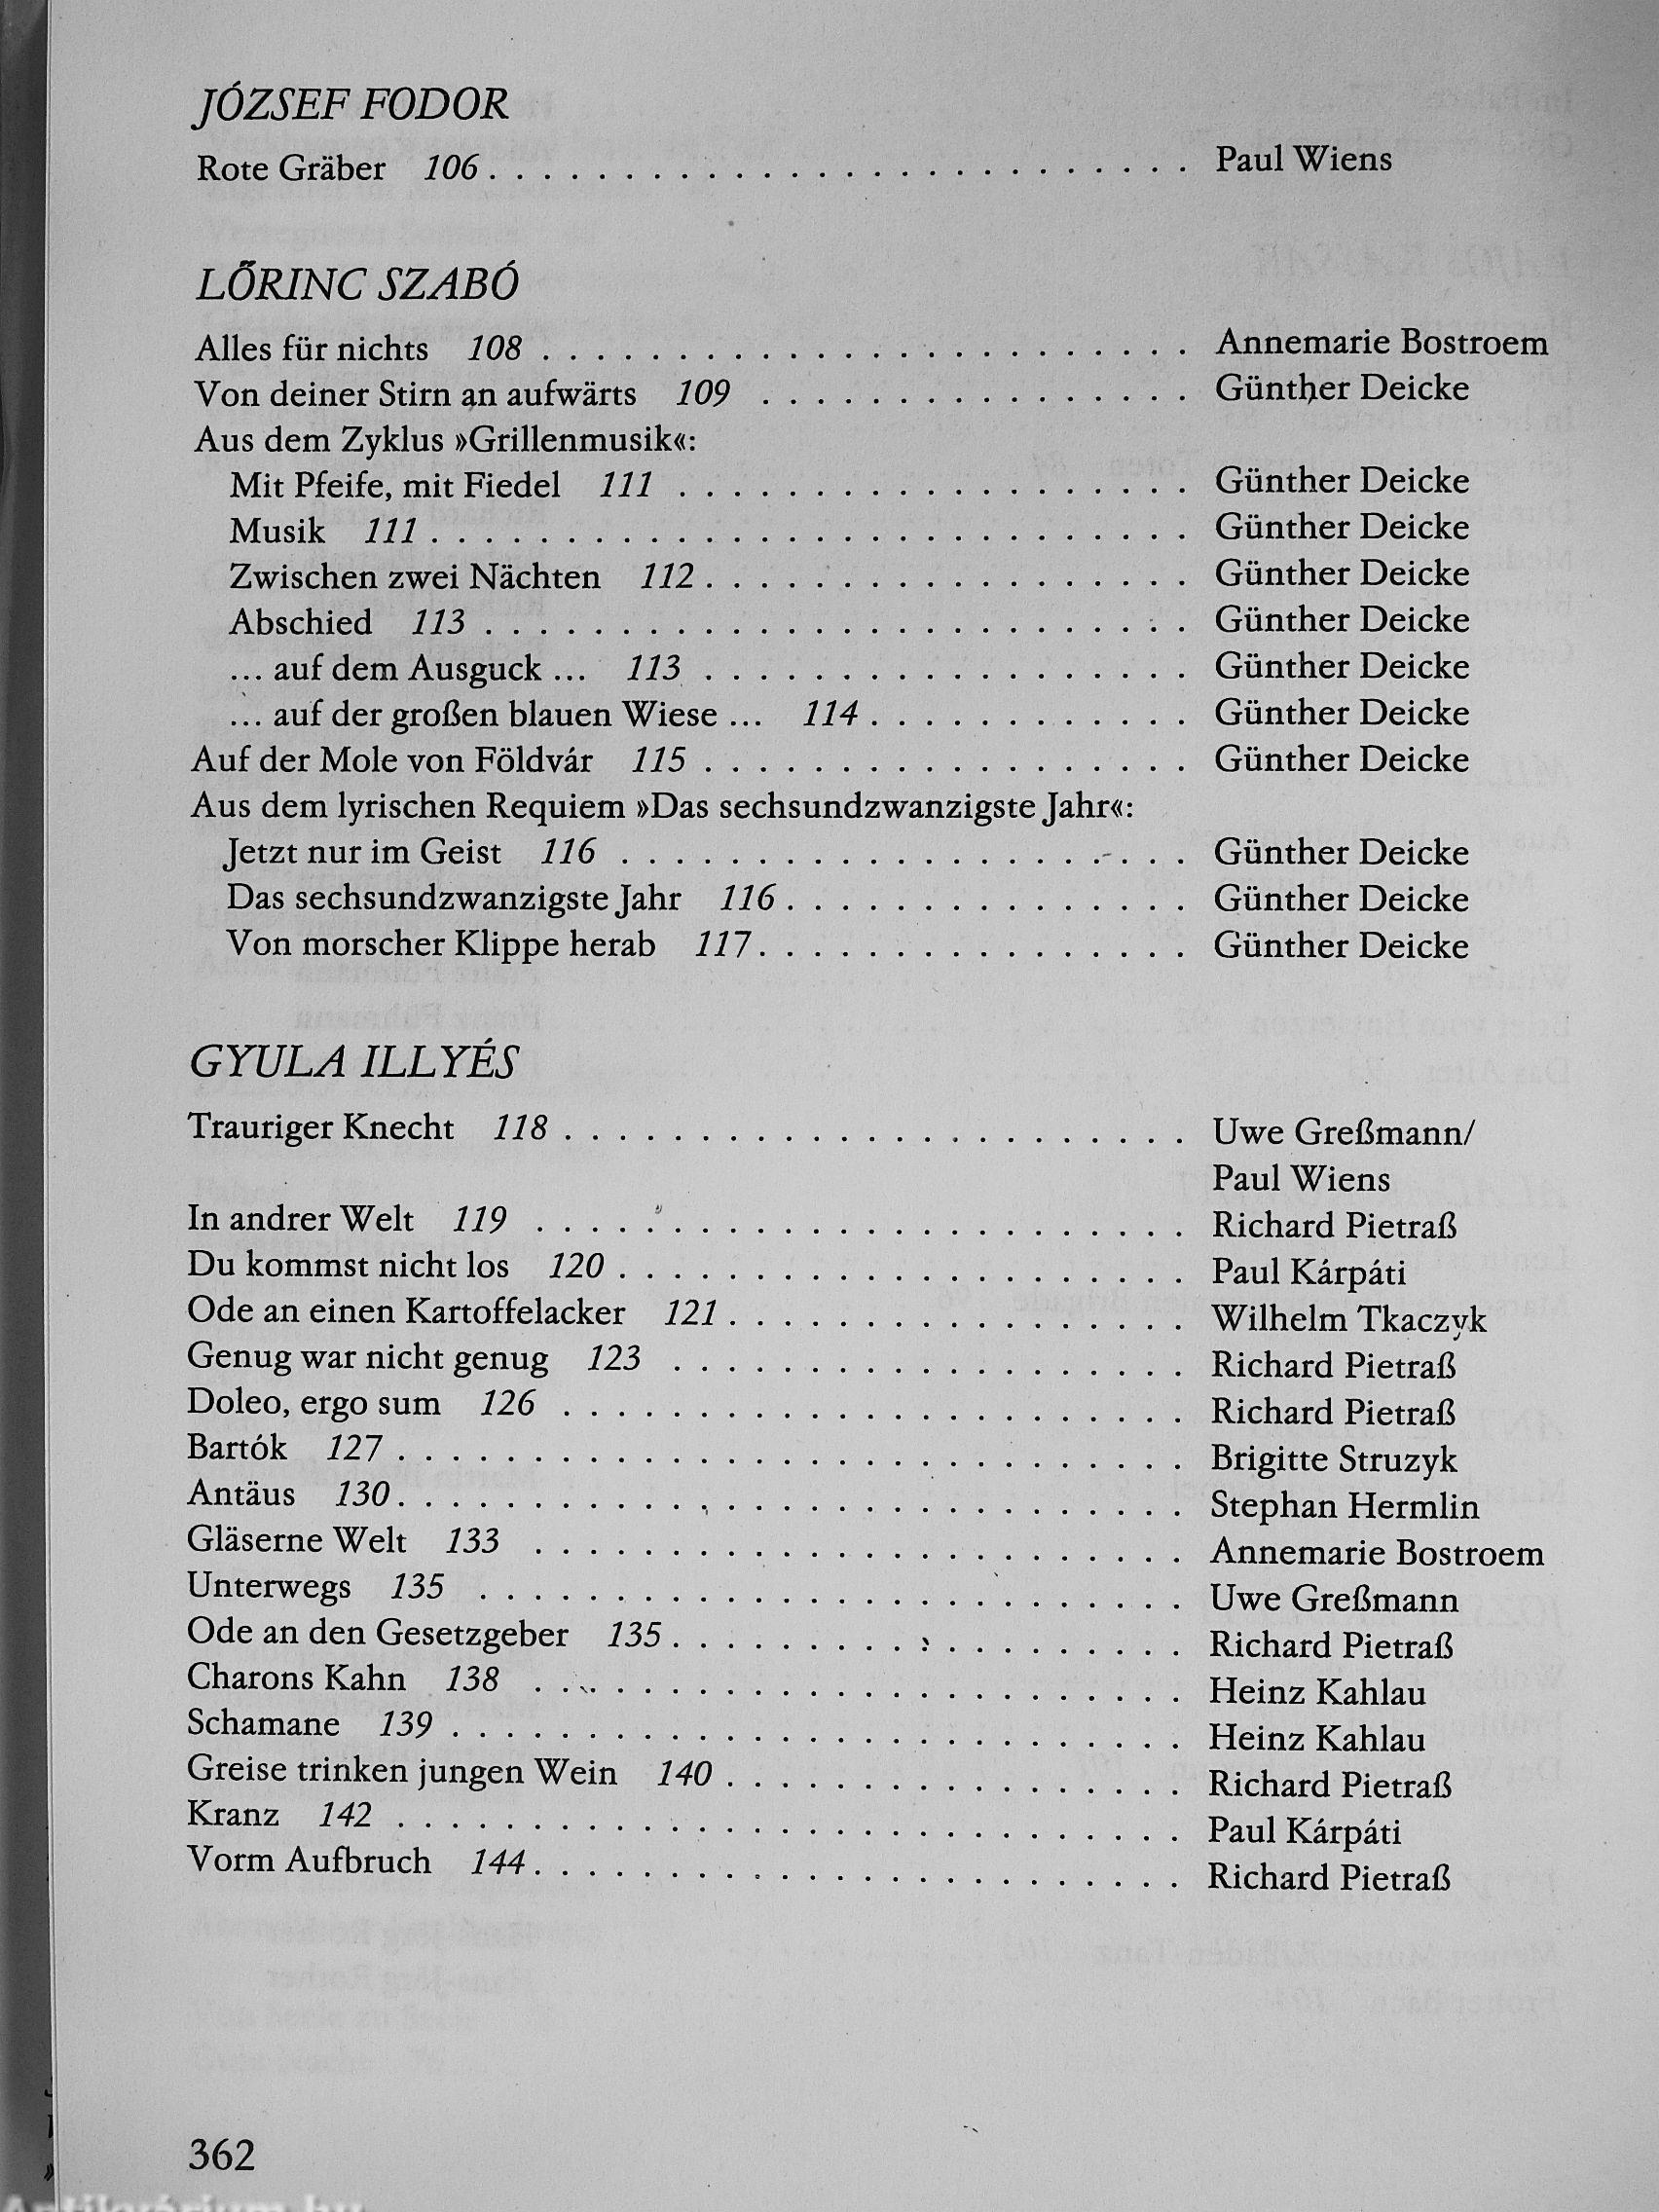 JÓZSEF FODOR
Rote Gräber 106 . . . . . . . . . . . . . . . . . . . . . . . . . . Paul Wiens
LŐRINC SZABÓ
Alles für nichts 108 . . . . . . . . . . . . . . . . . . . . . . . . Annemarie Bostroem
Von deiner Stirn an aufwärts 109 . . . . . . . . . . . . . . . . Günther Deicke
Aus dem Zyklus »Grillenmusik«:
Mit Pfeife, mit Fiedel 111 . . . . . . . . . . . . . . . . . . . Günther Deicke
Musik 111 . . . . . . . . . . . . . . . . . . . . . . . . . . . . Günther Deicke
Zwischen zwei Nächten 112 . . . . . . . . . . . . . . . . . . Günther Deicke
Abschied 113 . . . . . . . . . . . . . . . . . . . . . . . . . . Günther Deicke
... auf dem Ausguck ... 113 . . . . . . . . . . . . . . . . . . Günther Deicke
... auf der großen blauen Wiese ... 114 . . . . . . . . . . . . Günther Deicke
Auf der Mole von Földvár 115 . . . . . . . . . . . . . . . . . . Günther Deicke
Aus dem lyrischen Requiem »Das sechsundzwanzigste Jahr«:
Jetzt nur im Geist 116 . . . . . . . . . . . . . . . . . . . . . Günther Deicke
Das sechsundzwanzigste Jahr 116 . . . . . . . . . . . . . . . Günther Deicke
Von morscher Klippe herab 117 . . . . . . . . . . . . . . . . Günther Deicke
GYULA ILLYÉS
Trauriger Knecht 118 . . . . . . . . . . . . . . . . . . . . . . . Uwe Greßmann/
Paul Wiens
In andrer Welt 119 . . . . . . . . . . . . . . . . . . . . . . . . Richard Pietraß
Du kommst nicht los 120 . . . . . . . . . . . . . . . . . . . . . Paul Kárpáti
Ode an einen Kartoffelacker 121 . . . . . . . . . . . . . . . . . Wilhelm Tkaczyk
Genug war nicht genug 123 . . . . . . . . . . . . . . . . . . . Richard Pietraß
Doleo, ergo sum 126 . . . . . . . . . . . . . . . . . . . . . . . Richard Pietraß
Bartók 127 . . . . . . . . . . . . . . . . . . . . . . . . . . . . . Brigitte Struzyk
Antäus 130 . . . . . . . . . . . . . . . . . . . . . . . . . . . . . Stephan Hermlin
Gläserne Welt 133 . . . . . . . . . . . . . . . . . . . . . . . . Annemarie Bostroem
Unterwegs 135 . . . . . . . . . . . . . . . . . . . . . . . . . . Uwe Greßmann
Ode an den Gesetzgeber 135 . . . . . . . . . . . . . . . . . . . Richard Pietraß
Charons Kahn 138 . . . . . . . . . . . . . . . . . . . . . . . . Heinz Kahlau
Schamane 139 . . . . . . . . . . . . . . . . . . . . . . . . . . . Heinz Kahlau
Greise trinken jungen Wein 140 . . . . . . . . . . . . . . . . . Richard Pietraß
Kranz 142 . . . . . . . . . . . . . . . . . . . . . . . . . . . . . Paul Kárpáti
Vorm Aufbruch 144 . . . . . . . . . . . . . . . . . . . . . . . . Richard Pietraß
362
Antikvárium.hu